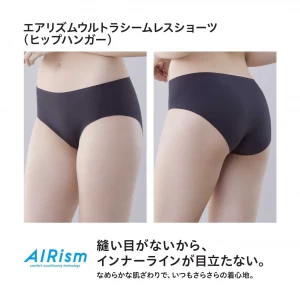 エアリズムウルトラシームレスショーツ
（ヒップハンガー）
AIRism
comfort conditioning technology
縫い目がないから、
インナーラインが目立たない。
なめらかな肌ざわりで、いつもさらさらの着心地。